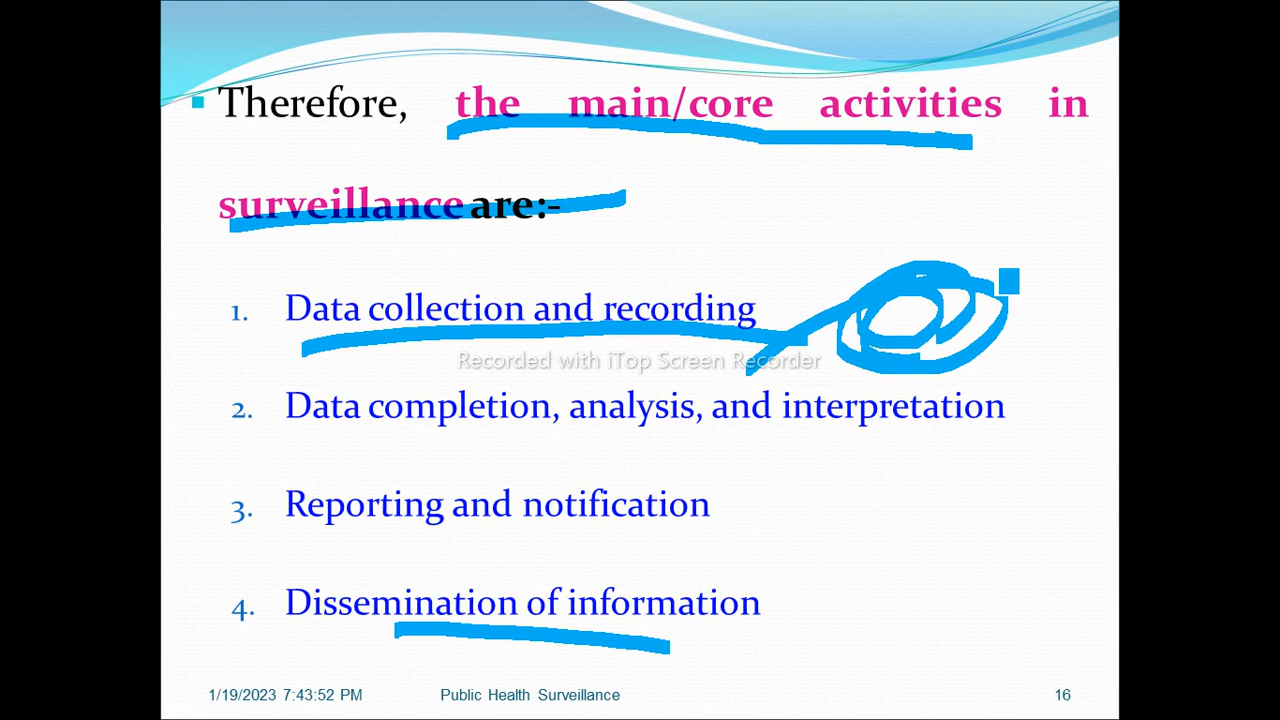 Therefore, the main/core activities in
surveillance are:-
1. Data collection and recording
Recorded with iTop Screen Recorder
2. Data completion, analysis, and interpretation
3. Reporting and notification
4. Dissemination of information
1/19/2023 7:43:52 PM Public Health Surveillance 16